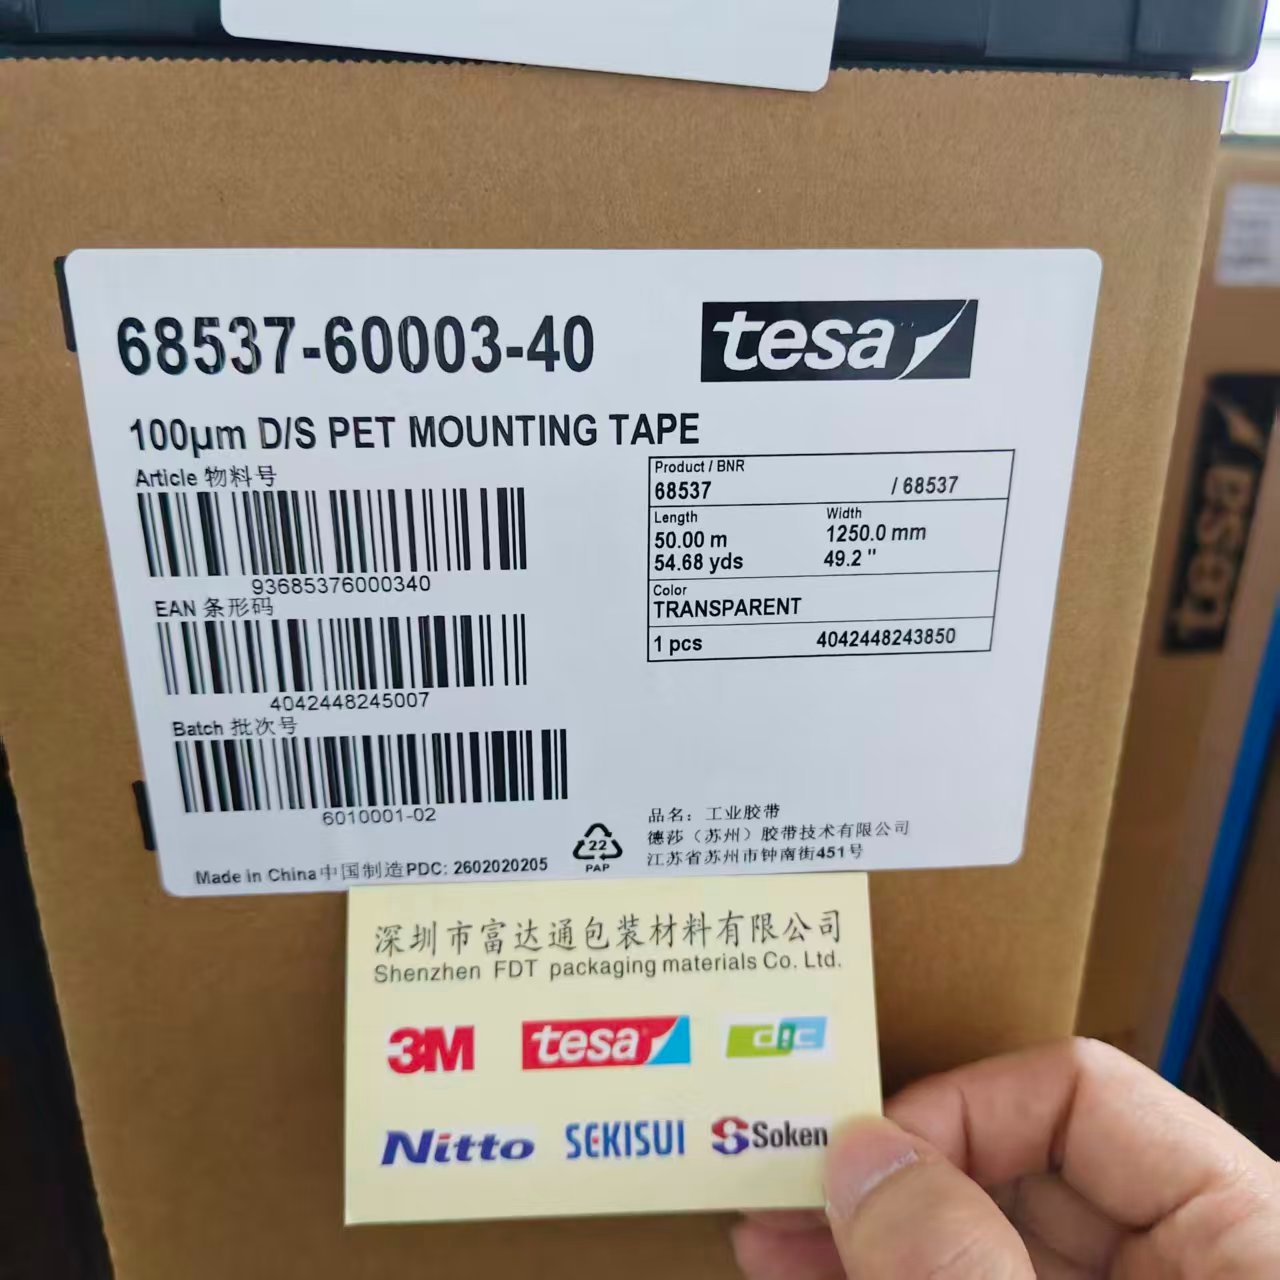 68537-60003-40
tesa
100µm D/S PET MOUNTING TAPE
Article 物料号
93685376000340
EAN 条形码
4042448245007
Batch 批次号
6010001-02
Product / BNR
68537 / 68537
Length Width
50.00 m 1250.0 mm
54.68 yds 49.2 "
Color
TRANSPARENT
1 pcs 4042448243850
Made in China 中国制造 PDC: 2602020205
22
PAP
品名：工业胶带
德莎（苏州）胶带技术有限公司
江苏省苏州市钟南街451号
深圳市富达通包装材料有限公司
Shenzhen FDT packaging materials Co. Ltd.
3M tesa dic
Nitto SEKISUI Soken
tesa